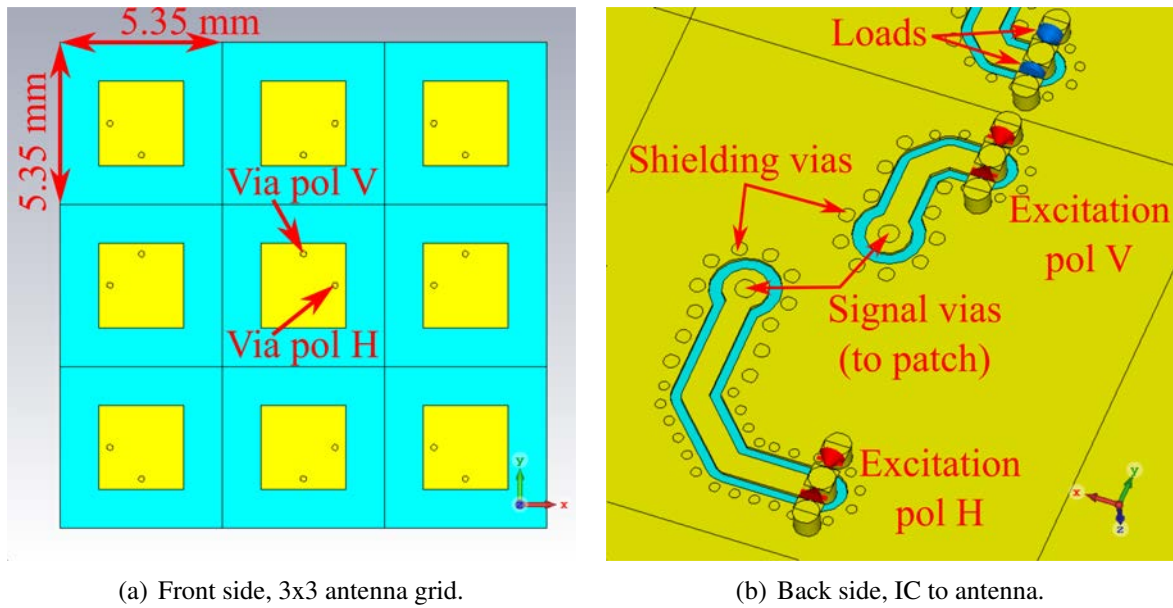 5.35 mm
5.35 mm
Via pol V
Via pol H
y
z
x
(a) Front side, 3x3 antenna grid.
Loads
Shielding vias
Excitation
pol V
Signal vias
(to patch)
Excitation
pol H
x
y
z
(b) Back side, IC to antenna.